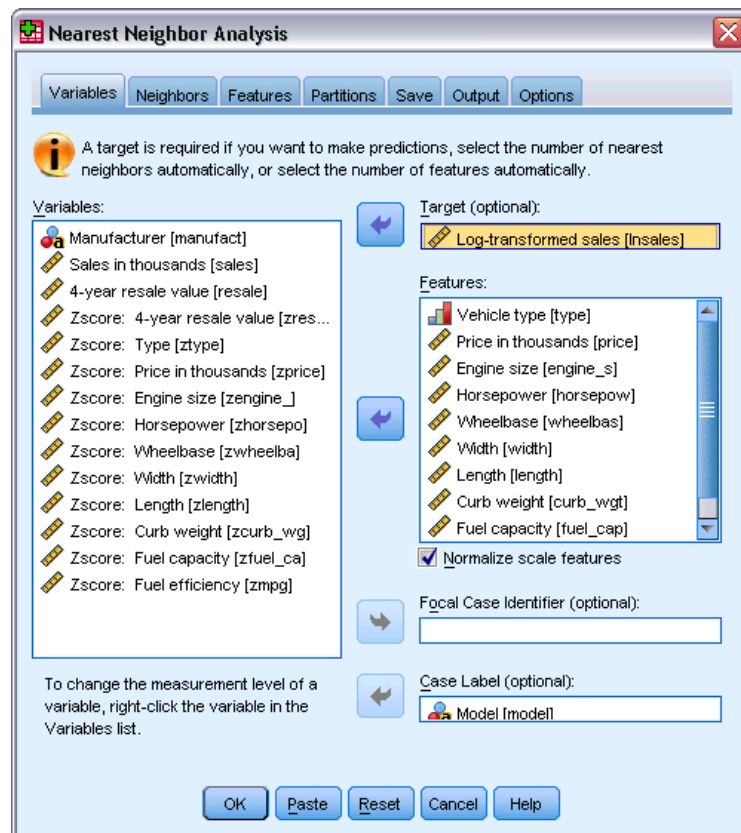 Nearest Neighbor Analysis
Variables Neighbors Features Partitions Save Output Options
A target is required if you want to make predictions, select the number of nearest
neighbors automatically, or select the number of features automatically.
Variables:
Manufacturer [manufact]
Sales in thousands [sales]
4-year resale value [resale]
Zscore: 4-year resale value [zres...
Zscore: Type [ztype]
Zscore: Price in thousands [zprice]
Zscore: Engine size [zengine_]
Zscore: Horsepower [zhorsepo]
Zscore: Wheelbase [zwheelba]
Zscore: Width [zwidth]
Zscore: Length [zlength]
Zscore: Curb weight [zcurb_wg]
Zscore: Fuel capacity [zfuel_ca]
Zscore: Fuel efficiency [zmpg]
To change the measurement level of a
variable, right-click the variable in the
Variables list.
Target (optional):
Log-transformed sales [lnsales]
Features:
Vehicle type [type]
Price in thousands [price]
Engine size [engine_s]
Horsepower [horsepow]
Wheelbase [wheelbas]
Width [width]
Length [length]
Curb weight [curb_wgt]
Fuel capacity [fuel_cap]
Normalize scale features
Focal Case Identifier (optional):
Case Label (optional):
Model [model]
OK Paste Reset Cancel Help